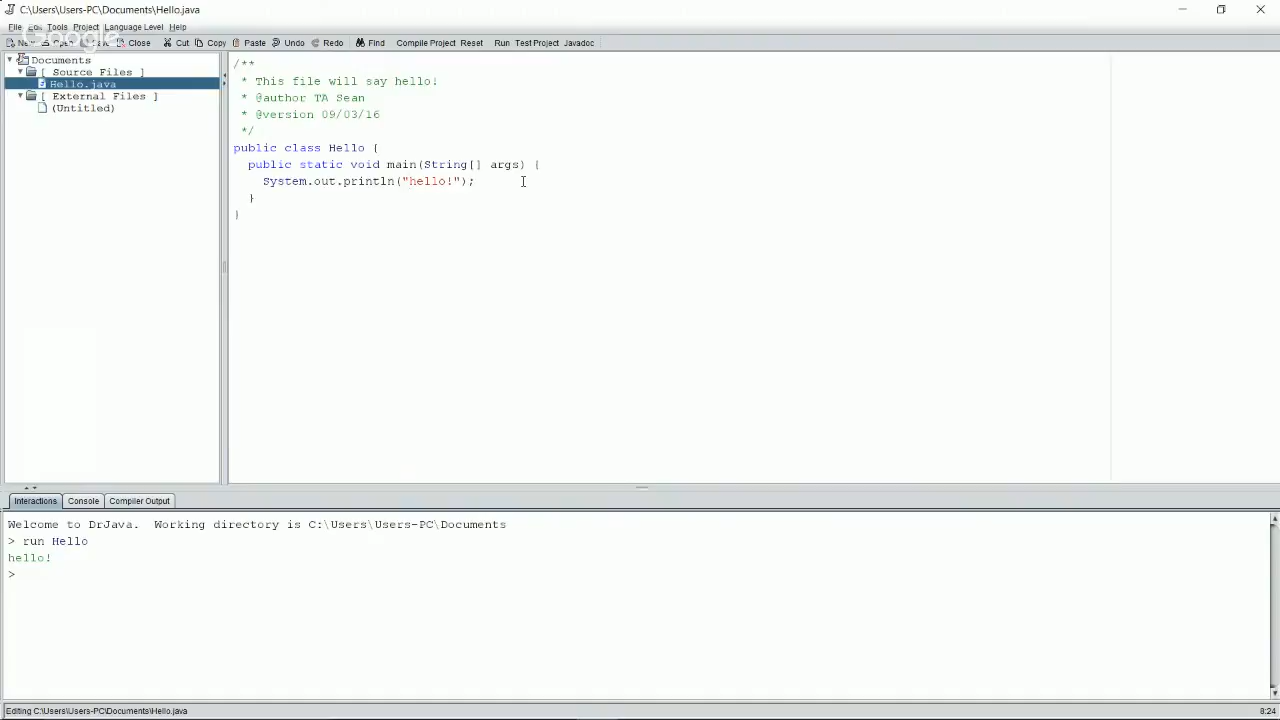 C:\Users\Users-PC\Documents\Hello.java
File Edit Tools Project Language Level Help
Google
New Open Close Cut Copy Paste Undo Redo Find Compile Project Reset Run Test Project Javadoc
Documents
[ Source Files ]
Hello.java
[ External Files ]
(Untitled)
/**
* This file will say hello!
* @author TA Sean
* @version 09/03/16
*/
public class Hello {
public static void main(String[] args) {
System.out.println("hello!");
}
}
Interactions Console Compiler Output
Welcome to DrJava.  Working directory is C:\Users\Users-PC\Documents
> run Hello
hello!
>
Editing C:\Users\Users-PC\Documents\Hello.java 8:24